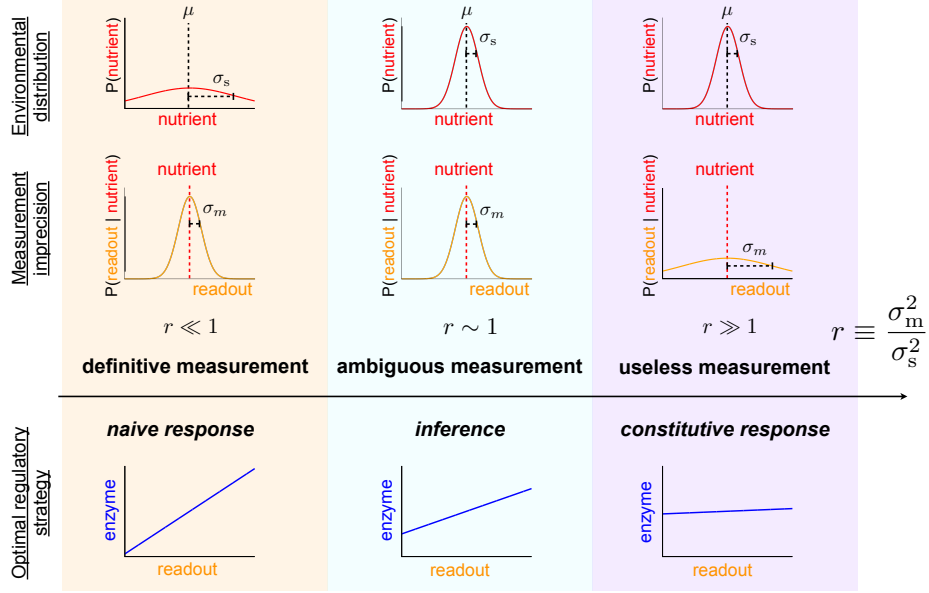 Environmental
distribution
P(nutrient)
μ
σs
nutrient
P(nutrient)
μ
σs
nutrient
P(nutrient)
μ
σs
nutrient
Measurement
imprecision
P(readout | nutrient)
nutrient
σm
readout
P(readout | nutrient)
nutrient
σm
readout
P(readout | nutrient)
nutrient
σm
readout
r ≪ 1
r ∼ 1
r ≫ 1
r ≡ σm²/σs²
definitive measurement
ambiguous measurement
useless measurement
naive response
inference
constitutive response
Optimal regulatory
strategy
enzyme
readout
enzyme
readout
enzyme
readout